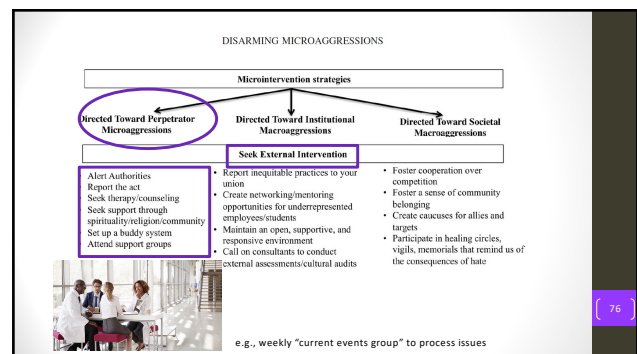 DISARMING MICROAGGRESSIONS
Microintervention strategies
Directed Toward Perpetrator
Microaggressions
Directed Toward Institutional
Macroaggressions
Directed Toward Societal
Macroaggressions
Seek External Intervention
Alert Authorities
Report the act
Seek therapy/counseling
Seek support through
spirituality/religion/community
Set up a buddy system
Attend support groups
• Report inequitable practices to your
union
• Create networking/mentoring
opportunities for underrepresented
employees/students
• Maintain an open, supportive, and
responsive environment
• Call on consultants to conduct
external assessments/cultural audits
• Foster cooperation over
competition
• Foster a sense of community
belonging
• Create caucuses for allies and
targets
• Participate in healing circles,
vigils, memorials that remind us of
the consequences of hate
e.g., weekly "current events group" to process issues
76